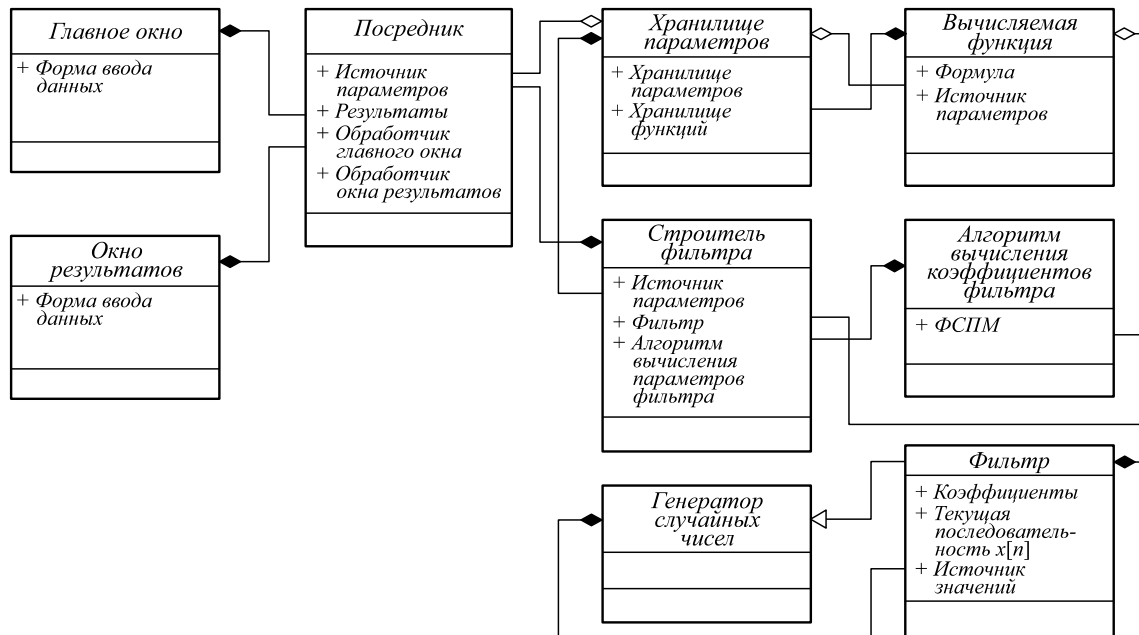 Главное окно
+ Форма ввода
данных
Окно
результатов
+ Форма ввода
данных
Посредник
+ Источник
параметров
+ Результаты
+ Обработчик
главного окна
+ Обработчик
окна результатов
Хранилище
параметров
+ Хранилище
параметров
+ Хранилище
функций
Вычисляемая
функция
+ Формула
+ Источник
параметров
Строитель
фильтра
+ Источник
параметров
+ Фильтр
+ Алгоритм
вычисления
параметров
фильтра
Алгоритм
вычисления
коэффициентов
фильтра
+ ФСПМ
Генератор
случайных
чисел
Фильтр
+ Коэффициенты
+ Текущая
последователь-
ность x[n]
+ Источник
значений